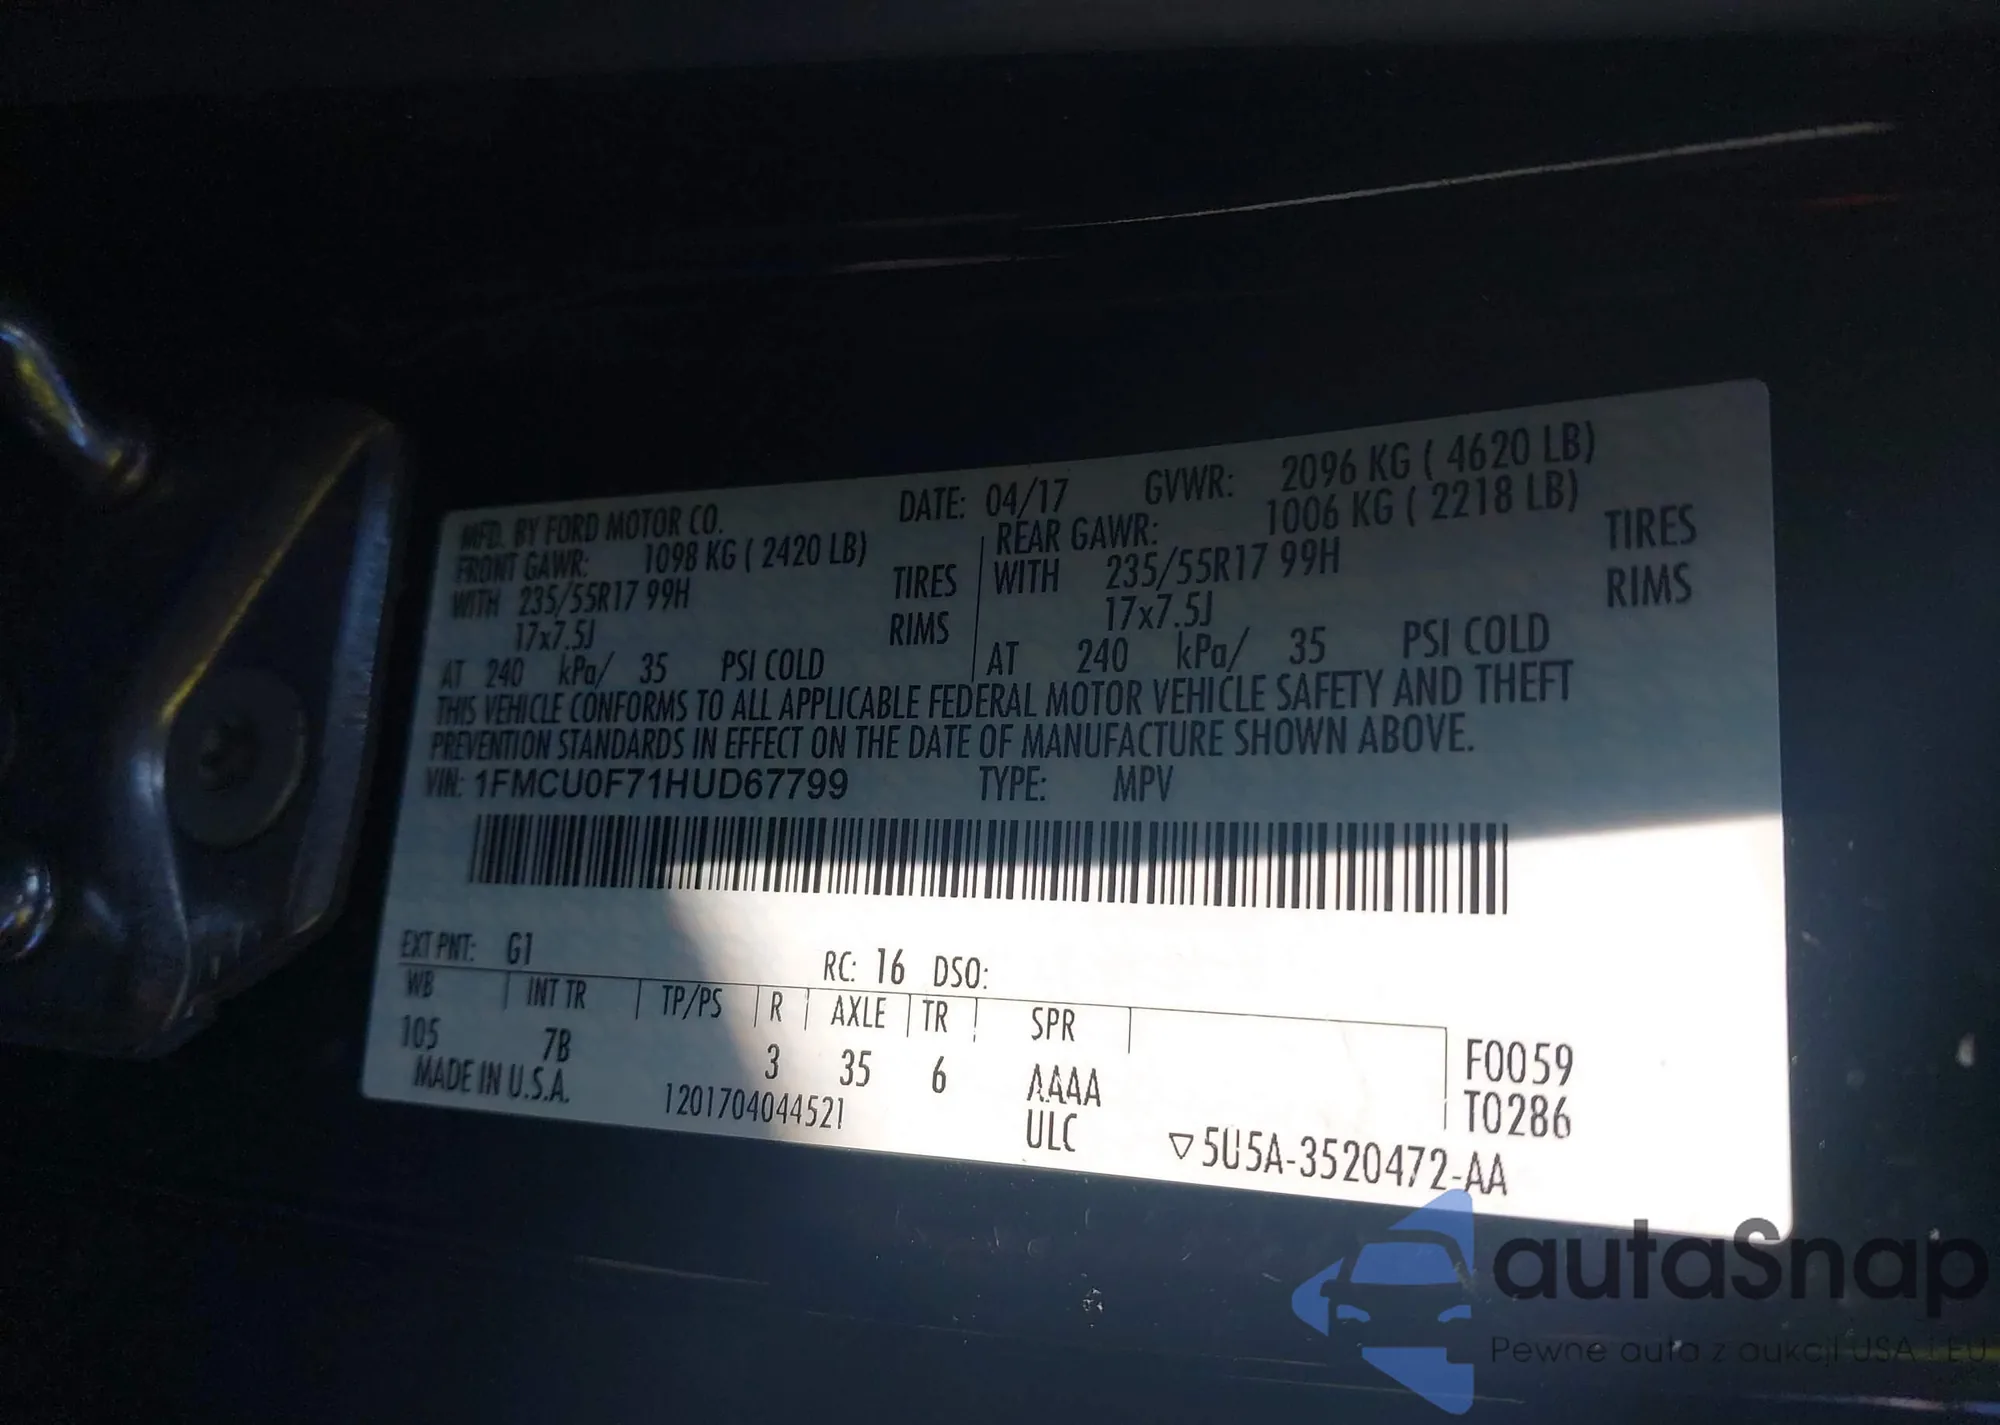 MFD. BY FORD MOTOR CO. DATE: 04/17 GVWR: 2096 KG ( 4620 LB)
FRONT GAWR: 1098 KG ( 2420 LB) REAR GAWR: 1006 KG ( 2218 LB)
WITH 235/55R17 99H TIRES WITH 235/55R17 99H TIRES
17x7.5J RIMS 17x7.5J RIMS
AT 240 kPa/ 35 PSI COLD AT 240 kPa/ 35 PSI COLD
THIS VEHICLE CONFORMS TO ALL APPLICABLE FEDERAL MOTOR VEHICLE SAFETY AND THEFT
PREVENTION STANDARDS IN EFFECT ON THE DATE OF MANUFACTURE SHOWN ABOVE.
VIN: 1FMCU0F71HUD67799 TYPE: MPV
EXT PNT: G1 RC: 16 DSO:
WB INT TR TP/PS R AXLE TR SPR
105 7B 3 35 6 AAAA F0059
MADE IN U.S.A. 1201704044521 ULC T0286
▽5U5A-3520472-AA
autaSnap
Pewne auta z aukcji USA i EU